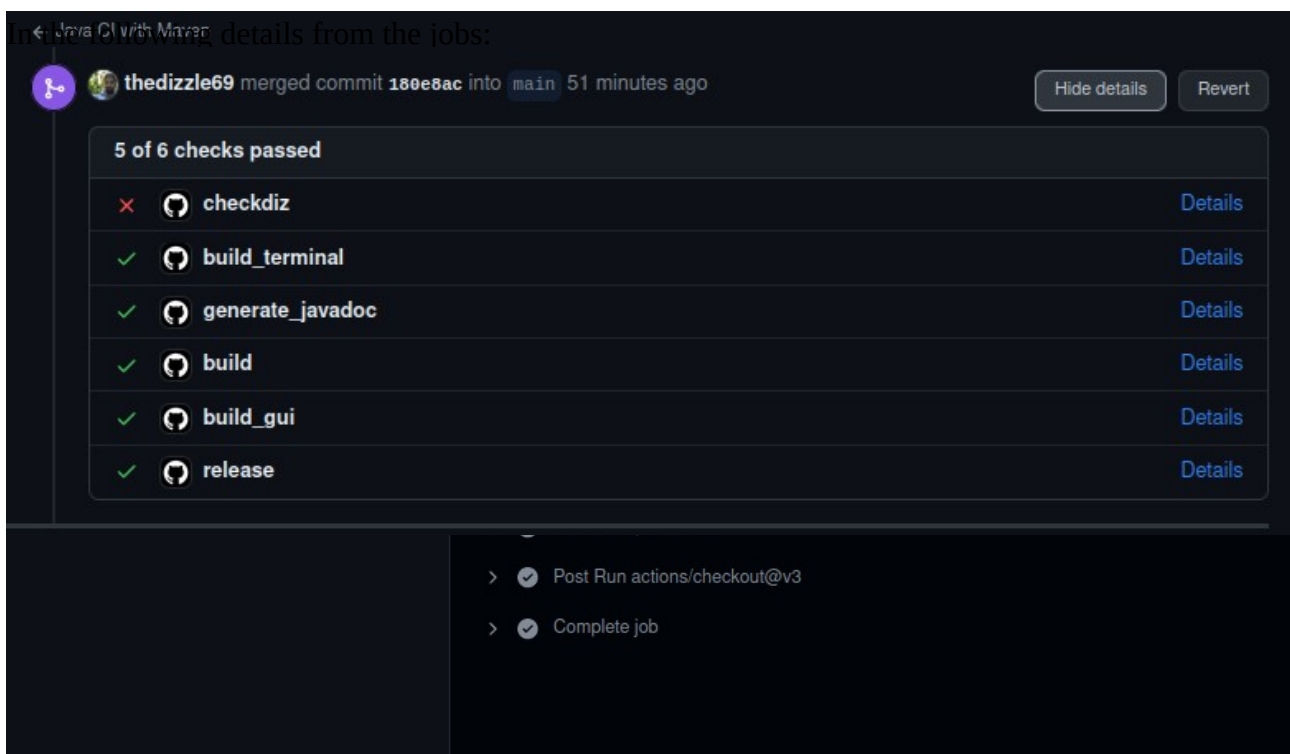 ← Java CI with Maven
In the following details from the jobs:
thedizzle69 merged commit 180e8ac into main 51 minutes ago
Hide details
Revert
5 of 6 checks passed
checkdiz Details
build_terminal Details
generate_javadoc Details
build Details
build_gui Details
release Details
Post Run actions/checkout@v3
Complete job